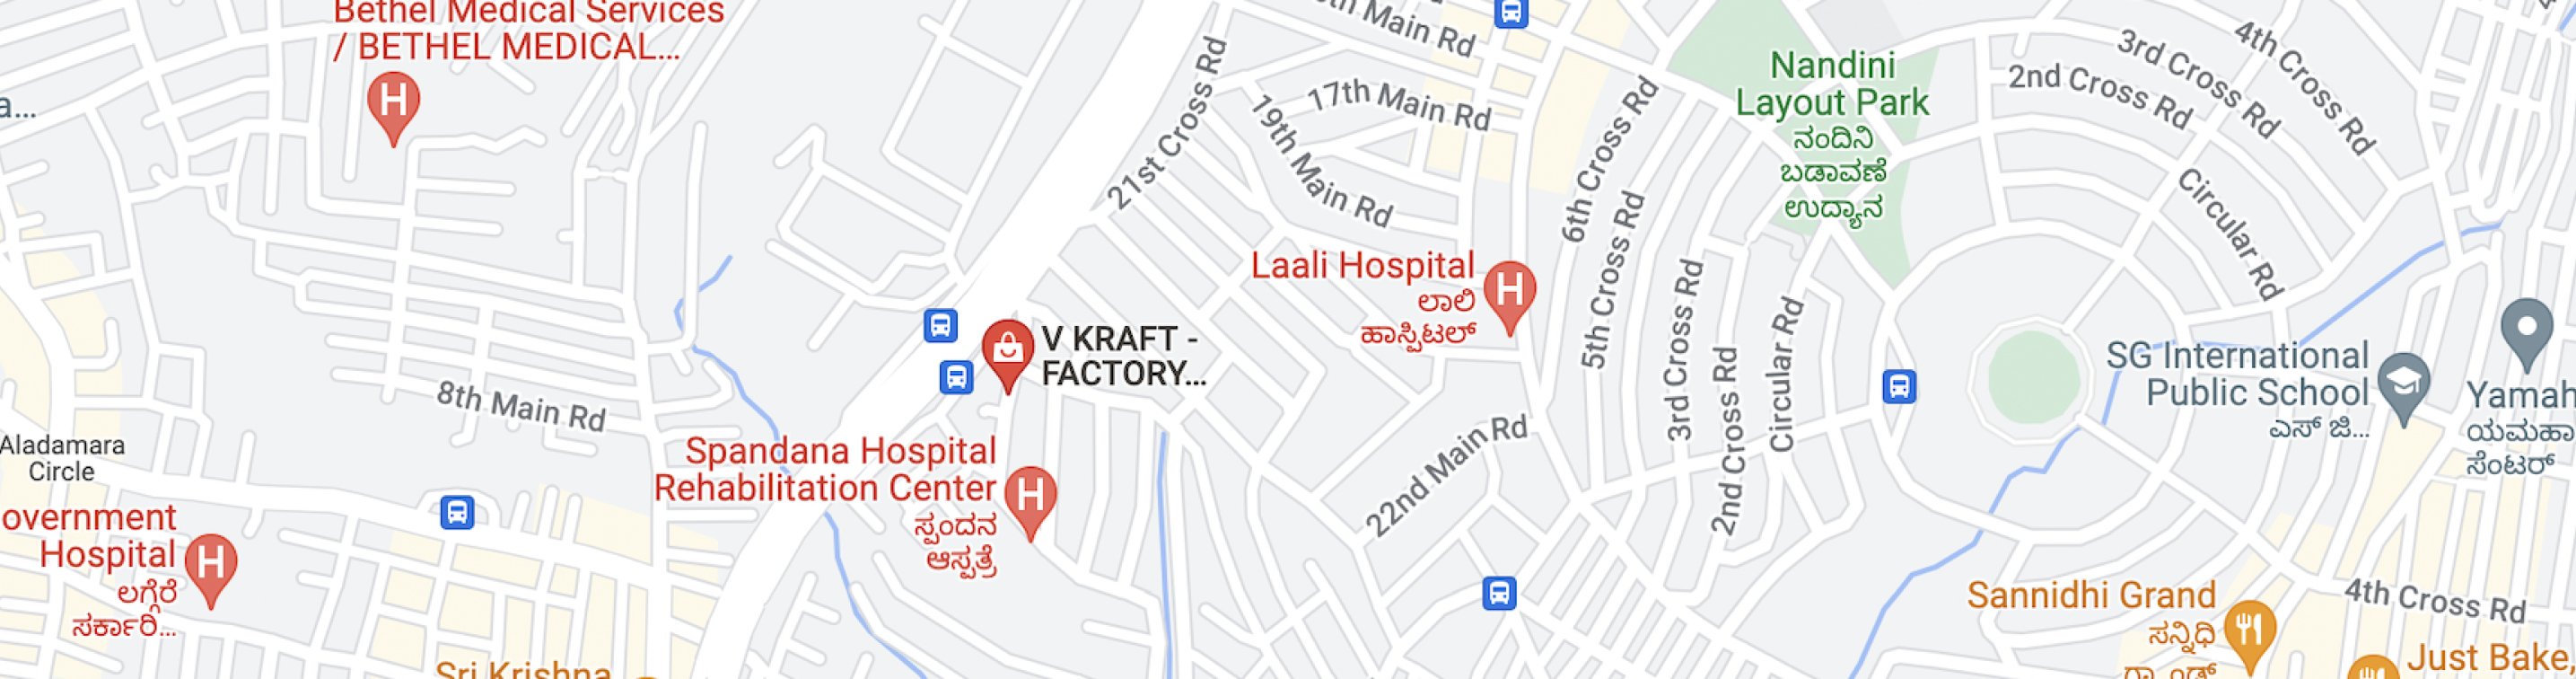 Bethel Medical Services
/ BETHEL MEDICAL...
a...
8th Main Rd
Aladamara
Circle
overnment
Hospital
ಲಗ್ಗೆರೆ
ಸರ್ಕಾರಿ...
Sri Krishna
21st Cross Rd
V KRAFT -
FACTORY...
Spandana Hospital
Rehabilitation Center
ಸ್ಪಂದನ
ಆಸ್ಪತ್ರೆ
Main Rd
17th Main Rd
19th Main Rd
Laali Hospital
ಲಾಲಿ
ಹಾಸ್ಪಿಟಲ್
22nd Main Rd
6th Cross Rd
5th Cross Rd
3rd Cross Rd
2nd Cross Rd
Circular Rd
Nandini
Layout Park
ನಂದಿನಿ
ಬಡಾವಣೆ
ಉದ್ಯಾನ
2nd Cross Rd
3rd Cross Rd
4th Cross Rd
Circular Rd
SG International
Public School
ಎಸ್ ಜಿ...
Yamah
ಯಮಹಾ
ಸೆಂಟರ್
4th Cross Rd
Sannidhi Grand
ಸನ್ನಿಧಿ
Just Bake,